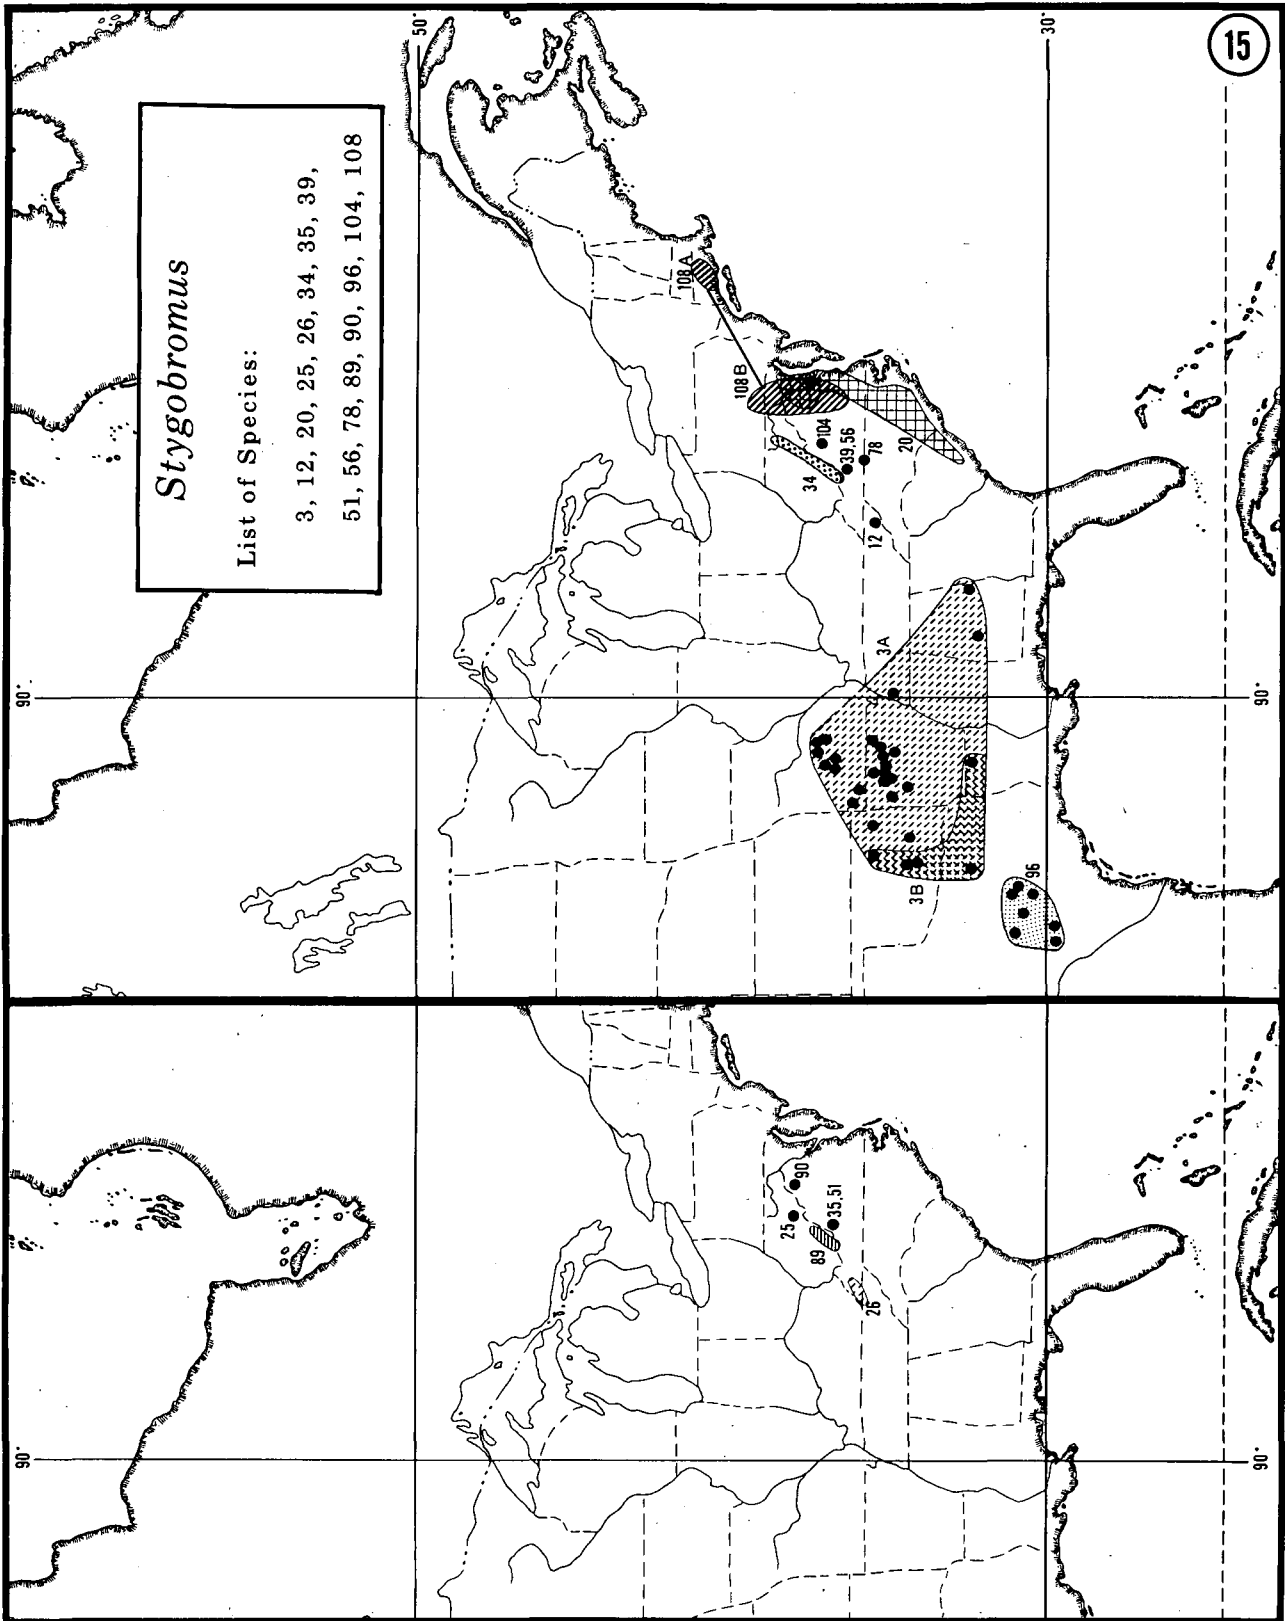 15
Stygobromus
List of Species:
3, 12, 20, 25, 26, 34, 35, 39,
51, 56, 78, 89, 90, 96, 104, 108
50°
30°
90°
90°
108A
108B
104
39,56
78
20
34
12
3A
3B
96
90°
90°
90
25
35,51
89
26